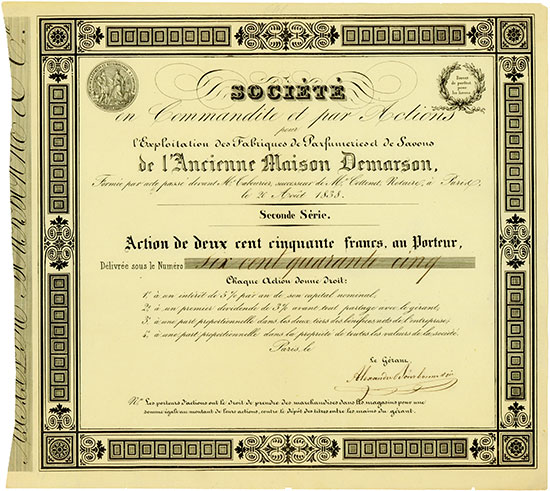 SOCIÉTÉ
en Commandite et par Actions
pour
l'Exploitation des Fabriques de Parfumeries et de Savons
de l'Ancienne Maison Demarson,
Formée par acte passé devant Mr. Cahouet, successeur de Mr. Cottenet, Notaire, à Paris,
le 20 Août 1838.
Seconde Série.
Action de deux cent cinquante francs, au Porteur,
Délivrée sous le Numéro six cent quarante cinq
Chaque Action donne Droit:
1° à un intérêt de 5% par an de son capital nominal;
2° à un premier dividende de 5% avant tout partage avec le gérant;
3° à une part proportionnelle dans les deux tiers des bénéfices nets de l'entreprise;
4° à une part proportionnelle dans la propriété de toutes les valeurs de la société.
Paris, le
Le Gérant,
Na. Les porteurs d'actions ont le droit de prendre des marchandises dans les magasins pour une
somme égale au montant de leurs actions, contre le dépôt des titres entre les mains du gérant.